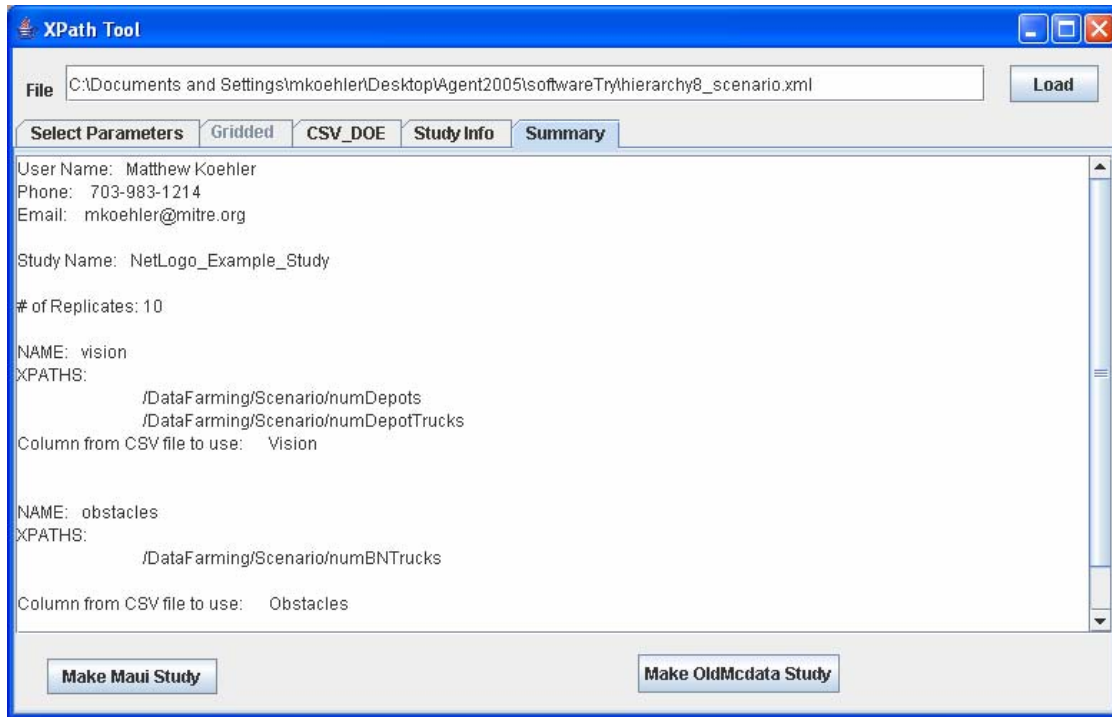 XPath Tool
File C:\Documents and Settings\mkoehler\Desktop\Agent2005\softwareTry\hierarchy8_scenario.xml Load
Select Parameters Gridded CSV_DOE Study Info Summary
User Name: Matthew Koehler
Phone: 703-983-1214
Email: mkoehler@mitre.org
Study Name: NetLogo_Example_Study
# of Replicates: 10
NAME: vision
XPATHS:
/DataFarming/Scenario/numDepots
/DataFarming/Scenario/numDepotTrucks
Column from CSV file to use: Vision
NAME: obstacles
XPATHS:
/DataFarming/Scenario/numBNTrucks
Column from CSV file to use: Obstacles
Make Maui Study Make OldMcdata Study